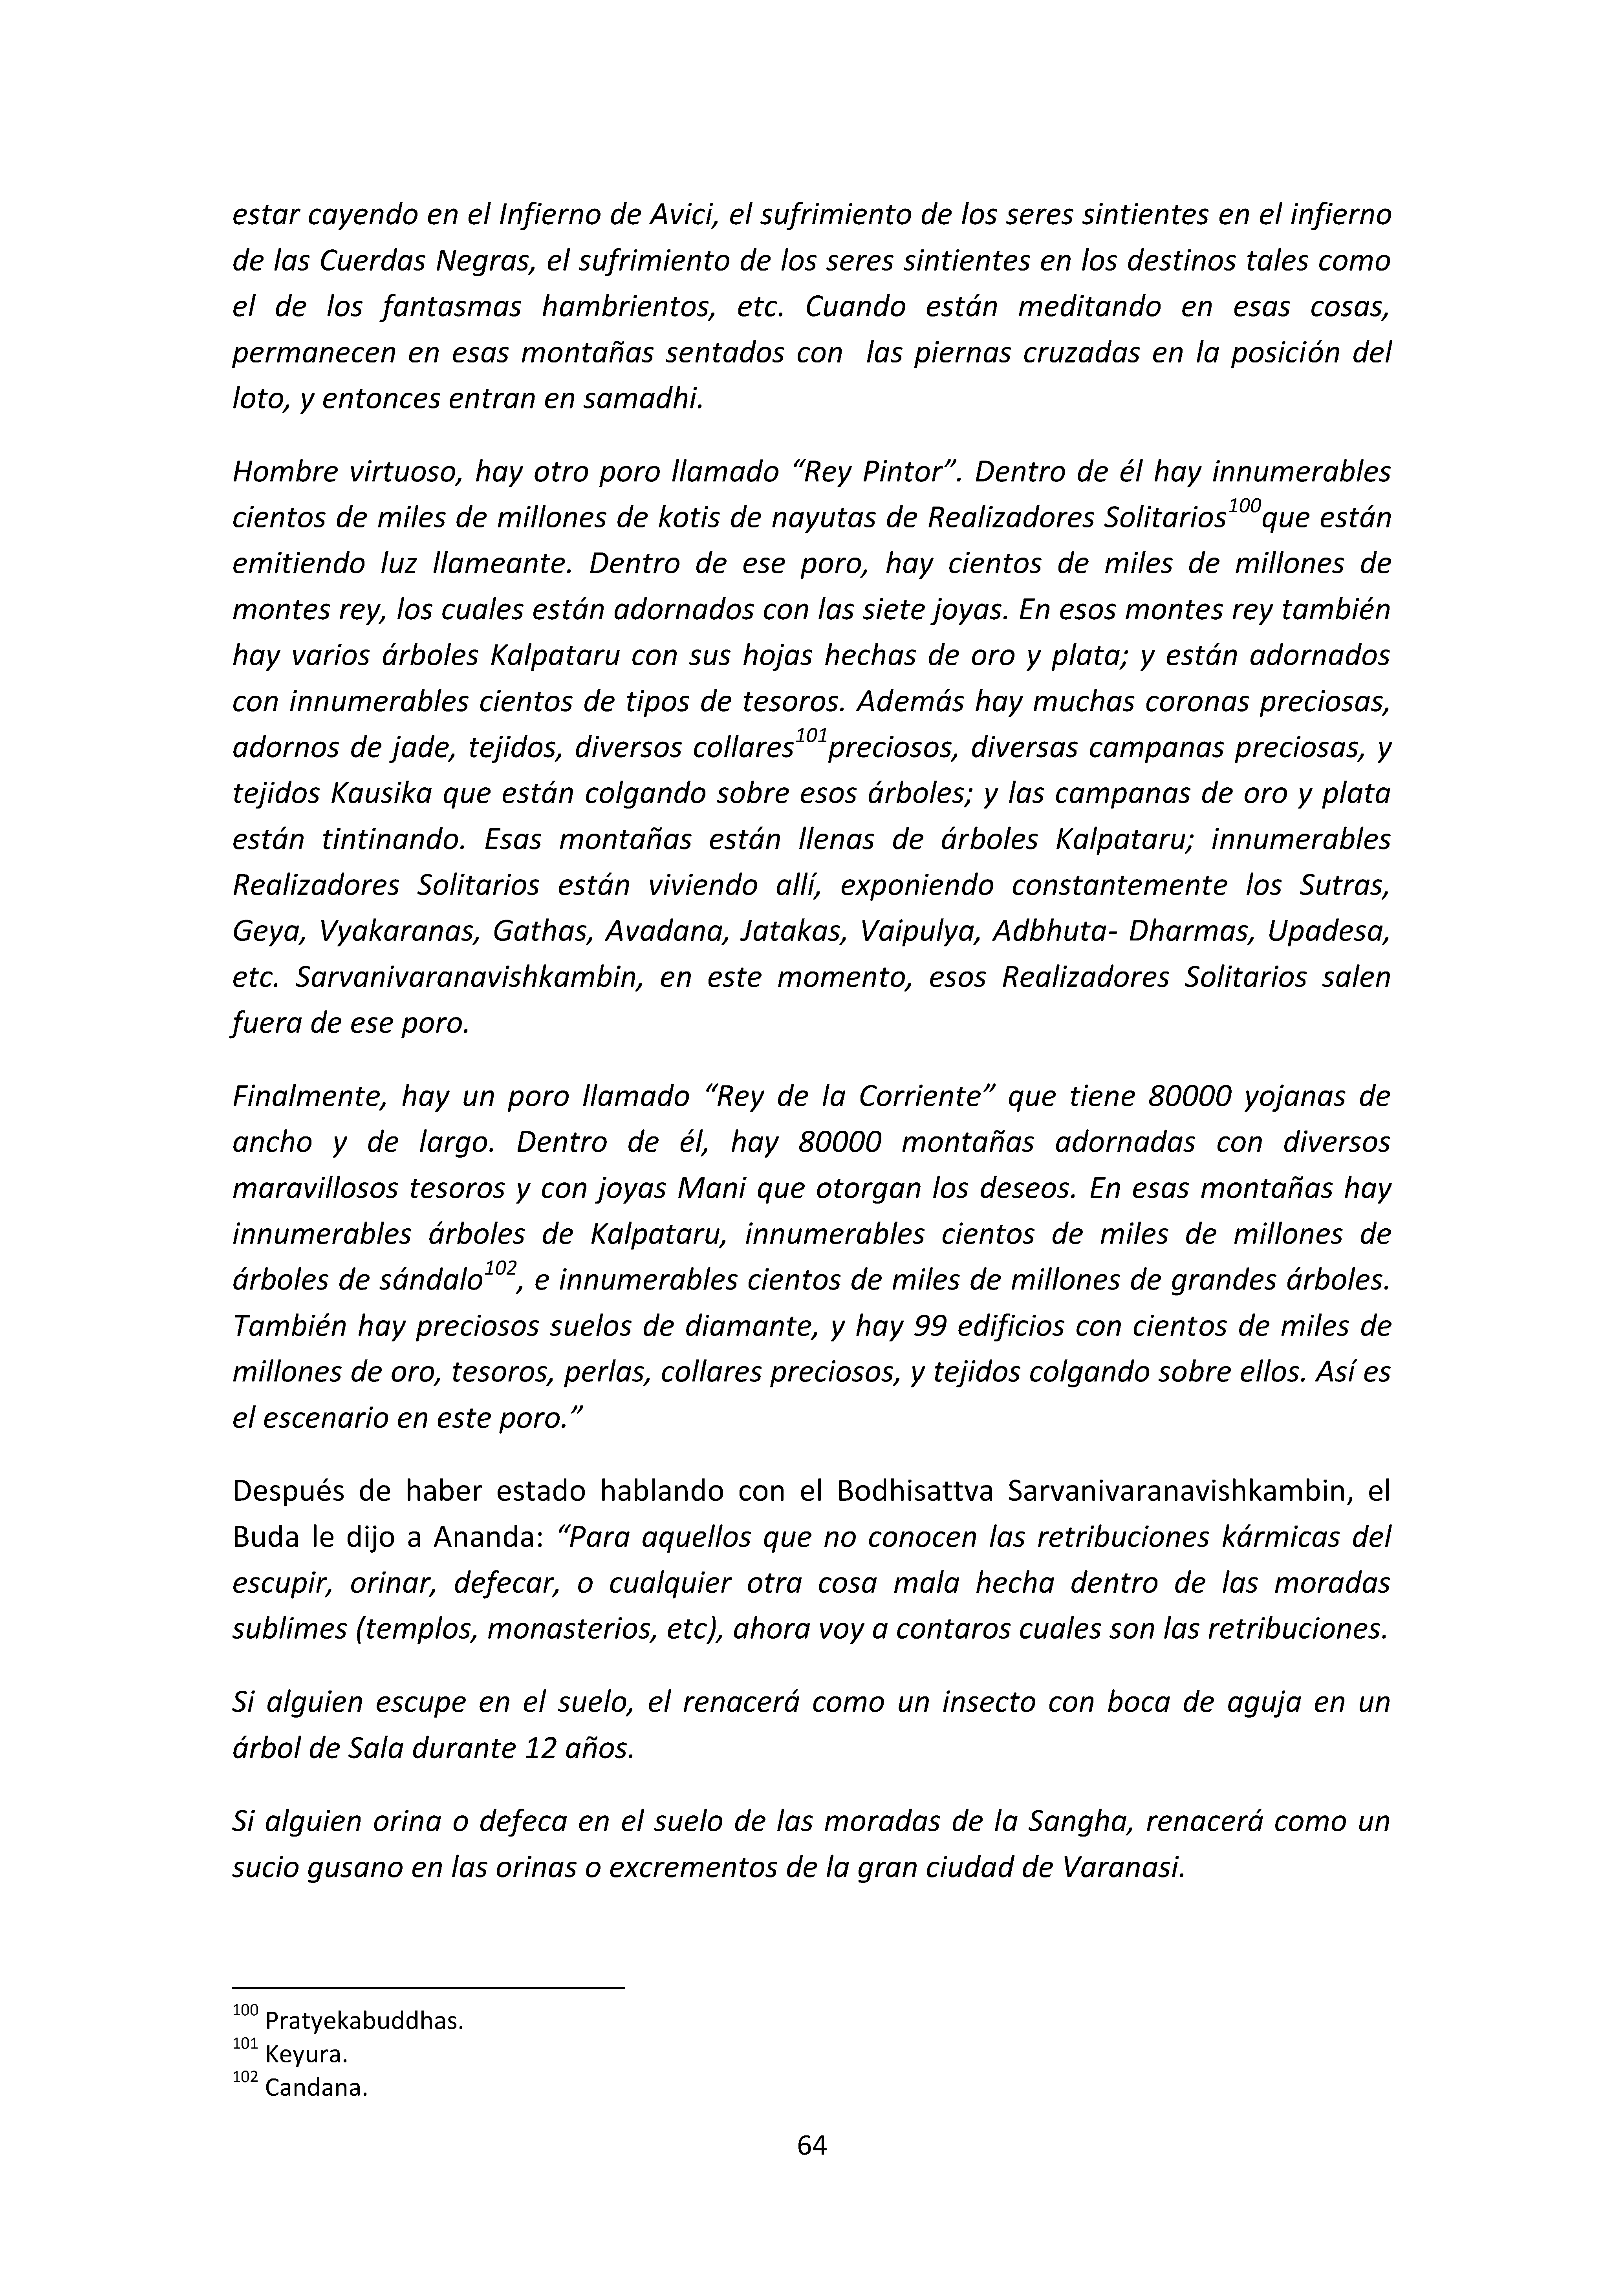 estar cayendo en el Infierno de Avici, el sufrimiento de los seres sintientes en el infierno
de las Cuerdas Negras, el sufrimiento de los seres sintientes en los destinos tales como
el de los fantasmas hambrientos, etc. Cuando están meditando en esas cosas,
permanecen en esas montañas sentados con las piernas cruzadas en la posición del
loto, y entonces entran en samadhi.
Hombre virtuoso, hay otro poro llamado “Rey Pintor”. Dentro de él hay innumerables
cientos de miles de millones de kotis de nayutas de Realizadores Solitarios100que están
emitiendo luz llameante. Dentro de ese poro, hay cientos de miles de millones de
montes rey, los cuales están adornados con las siete joyas. En esos montes rey también
hay varios árboles Kalpataru con sus hojas hechas de oro y plata; y están adornados
con innumerables cientos de tipos de tesoros. Además hay muchas coronas preciosas,
adornos de jade, tejidos, diversos collares101preciosos, diversas campanas preciosas, y
tejidos Kausika que están colgando sobre esos árboles; y las campanas de oro y plata
están tintinando. Esas montañas están llenas de árboles Kalpataru; innumerables
Realizadores Solitarios están viviendo allí, exponiendo constantemente los Sutras,
Geya, Vyakaranas, Gathas, Avadana, Jatakas, Vaipulya, Adbhuta- Dharmas, Upadesa,
etc. Sarvanivaranavishkambin, en este momento, esos Realizadores Solitarios salen
fuera de ese poro.
Finalmente, hay un poro llamado “Rey de la Corriente” que tiene 80000 yojanas de
ancho y de largo. Dentro de él, hay 80000 montañas adornadas con diversos
maravillosos tesoros y con joyas Mani que otorgan los deseos. En esas montañas hay
innumerables árboles de Kalpataru, innumerables cientos de miles de millones de
árboles de sándalo102, e innumerables cientos de miles de millones de grandes árboles.
También hay preciosos suelos de diamante, y hay 99 edificios con cientos de miles de
millones de oro, tesoros, perlas, collares preciosos, y tejidos colgando sobre ellos. Así es
el escenario en este poro.”
Después de haber estado hablando con el Bodhisattva Sarvanivaranavishkambin, el
Buda le dijo a Ananda: “Para aquellos que no conocen las retribuciones kármicas del
escupir, orinar, defecar, o cualquier otra cosa mala hecha dentro de las moradas
sublimes (templos, monasterios, etc), ahora voy a contaros cuales son las retribuciones.
Si alguien escupe en el suelo, el renacerá como un insecto con boca de aguja en un
árbol de Sala durante 12 años.
Si alguien orina o defeca en el suelo de las moradas de la Sangha, renacerá como un
sucio gusano en las orinas o excrementos de la gran ciudad de Varanasi.
100 Pratyekabuddhas.
101 Keyura.
102 Candana.
64